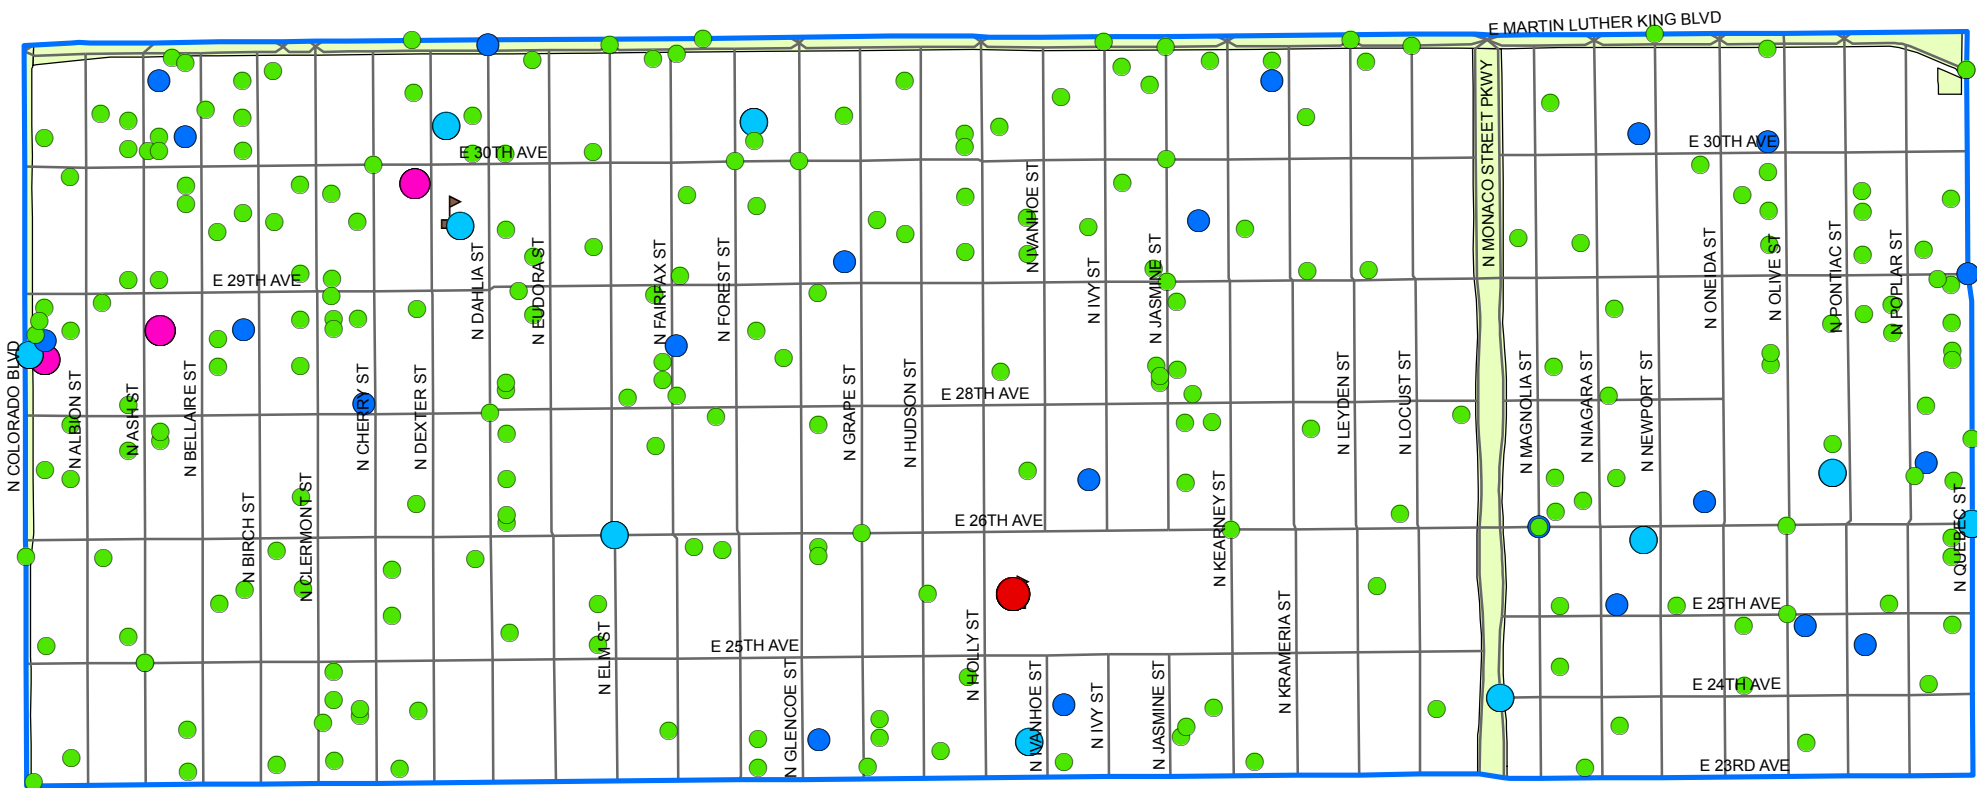 E MARTIN LUTHER KING BLVD
E 30TH AVE
E 30TH AVE
N MONACO STREET PKWY
E 29TH AVE
N DAHLIA ST
N EUDORA ST
N FAIRFAX ST
N FOREST ST
N IVANHOE ST
N IVY ST
N JASMINE ST
N ONEIDA ST
N OLIVE ST
N PONTIAC ST
N POPLAR ST
N COLORADO BLVD
N ALBION ST
N ASH ST
N BELLAIRE ST
N CHERRY ST
N DEXTER ST
N GRAPE ST
N HUDSON ST
E 28TH AVE
N LEYDEN ST
N LOCUST ST
N MAGNOLIA ST
N NIAGARA ST
N NEWPORT ST
N BIRCH ST
N CLERMONT ST
E 26TH AVE
N KEARNEY ST
N QUEBEC ST
N ELM ST
E 25TH AVE
N HOLLY ST
N KRAMERIA ST
E 25TH AVE
N GLENCOE ST
N IVANHOE ST
N IVY ST
N JASMINE ST
E 24TH AVE
E 23RD AVE